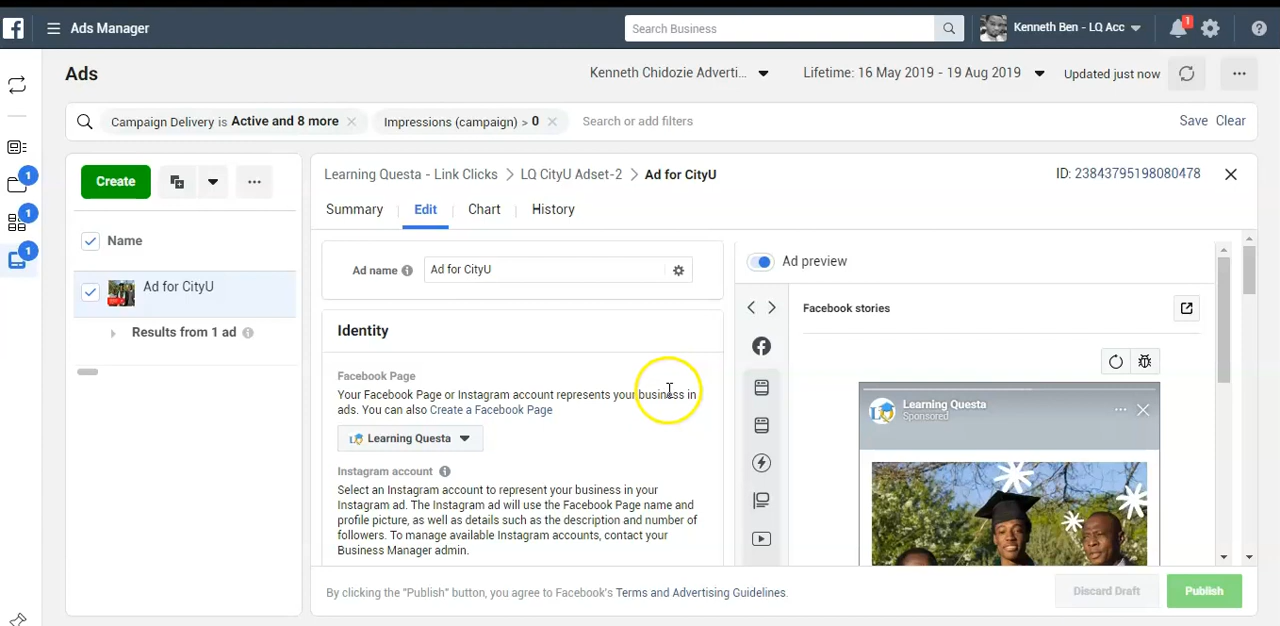 Ads Manager
Search Business
Kenneth Ben - LQ Acc
1
Ads
Kenneth Chidozie Adverti...
Lifetime: 16 May 2019 - 19 Aug 2019
Updated just now
Campaign Delivery is Active and 8 more
Impressions (campaign) > 0
Search or add filters
Save
Clear
1
1
1
Create
Name
Ad for CityU
Results from 1 ad
Learning Questa - Link Clicks > LQ CityU Adset-2 > Ad for CityU
ID: 23843795198080478
Summary
Edit
Chart
History
Ad name
Ad for CityU
Identity
Facebook Page
Your Facebook Page or Instagram account represents your business in
ads. You can also Create a Facebook Page
Learning Questa
Instagram account
Select an Instagram account to represent your business in your
Instagram ad. The Instagram ad will use the Facebook Page name and
profile picture, as well as details such as the description and number of
followers. To manage available Instagram accounts, contact your
Business Manager admin.
Ad preview
Facebook stories
Learning Questa
Sponsored
By clicking the "Publish" button, you agree to Facebook's Terms and Advertising Guidelines.
Discard Draft
Publish